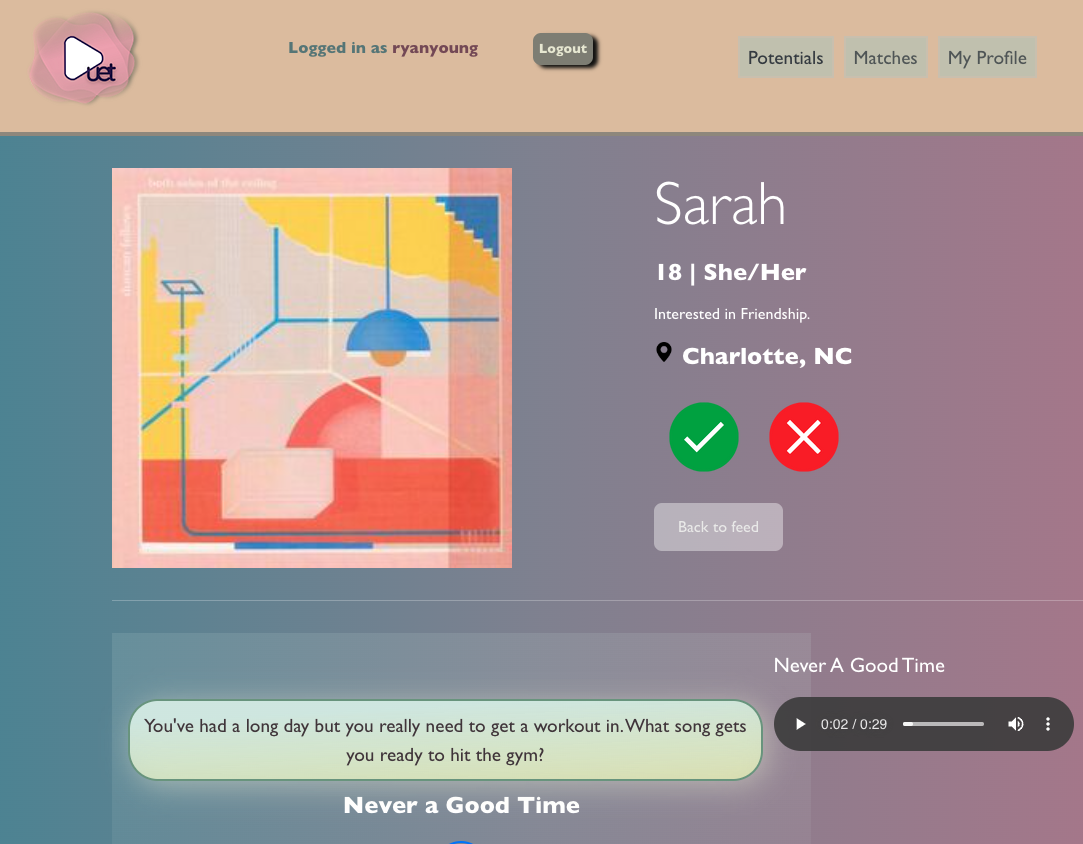 uet
Logged in as ryanyoung
Logout
Potentials
Matches
My Profile
both sides of the ceiling
duncan fellows
Sarah
18 | She/Her
Interested in Friendship.
Charlotte, NC
Back to feed
You've had a long day but you really need to get a workout in. What song gets
you ready to hit the gym?
Never a Good Time
Never A Good Time
0:02 / 0:29